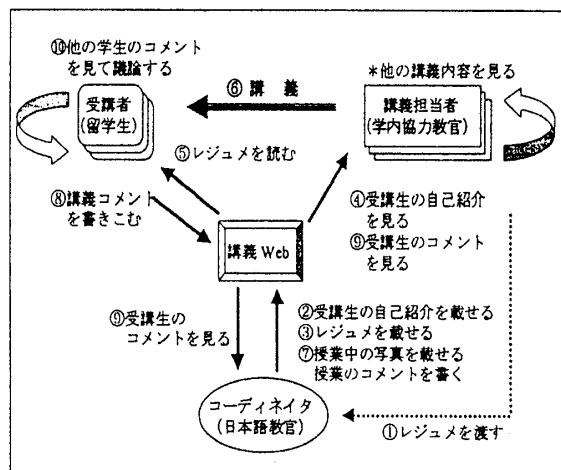 ⑩他の学生のコメント
を見て議論する
受講者
(留学生)
⑥ 講 義
*他の講義内容を見る
講義担当者
(学内協力教官)
⑤レジュメを読む
⑧講義コメント
を書きこむ
講義 Web
④受講生の自己紹介
を見る
⑨受講生のコメント
を見る
⑨受講生の
コメントを見る
②受講生の自己紹介を載せる
③レジュメを載せる
⑦授業中の写真を載せる
授業のコメントを書く
コーディネイタ
(日本語教官)
①レジュメを渡す